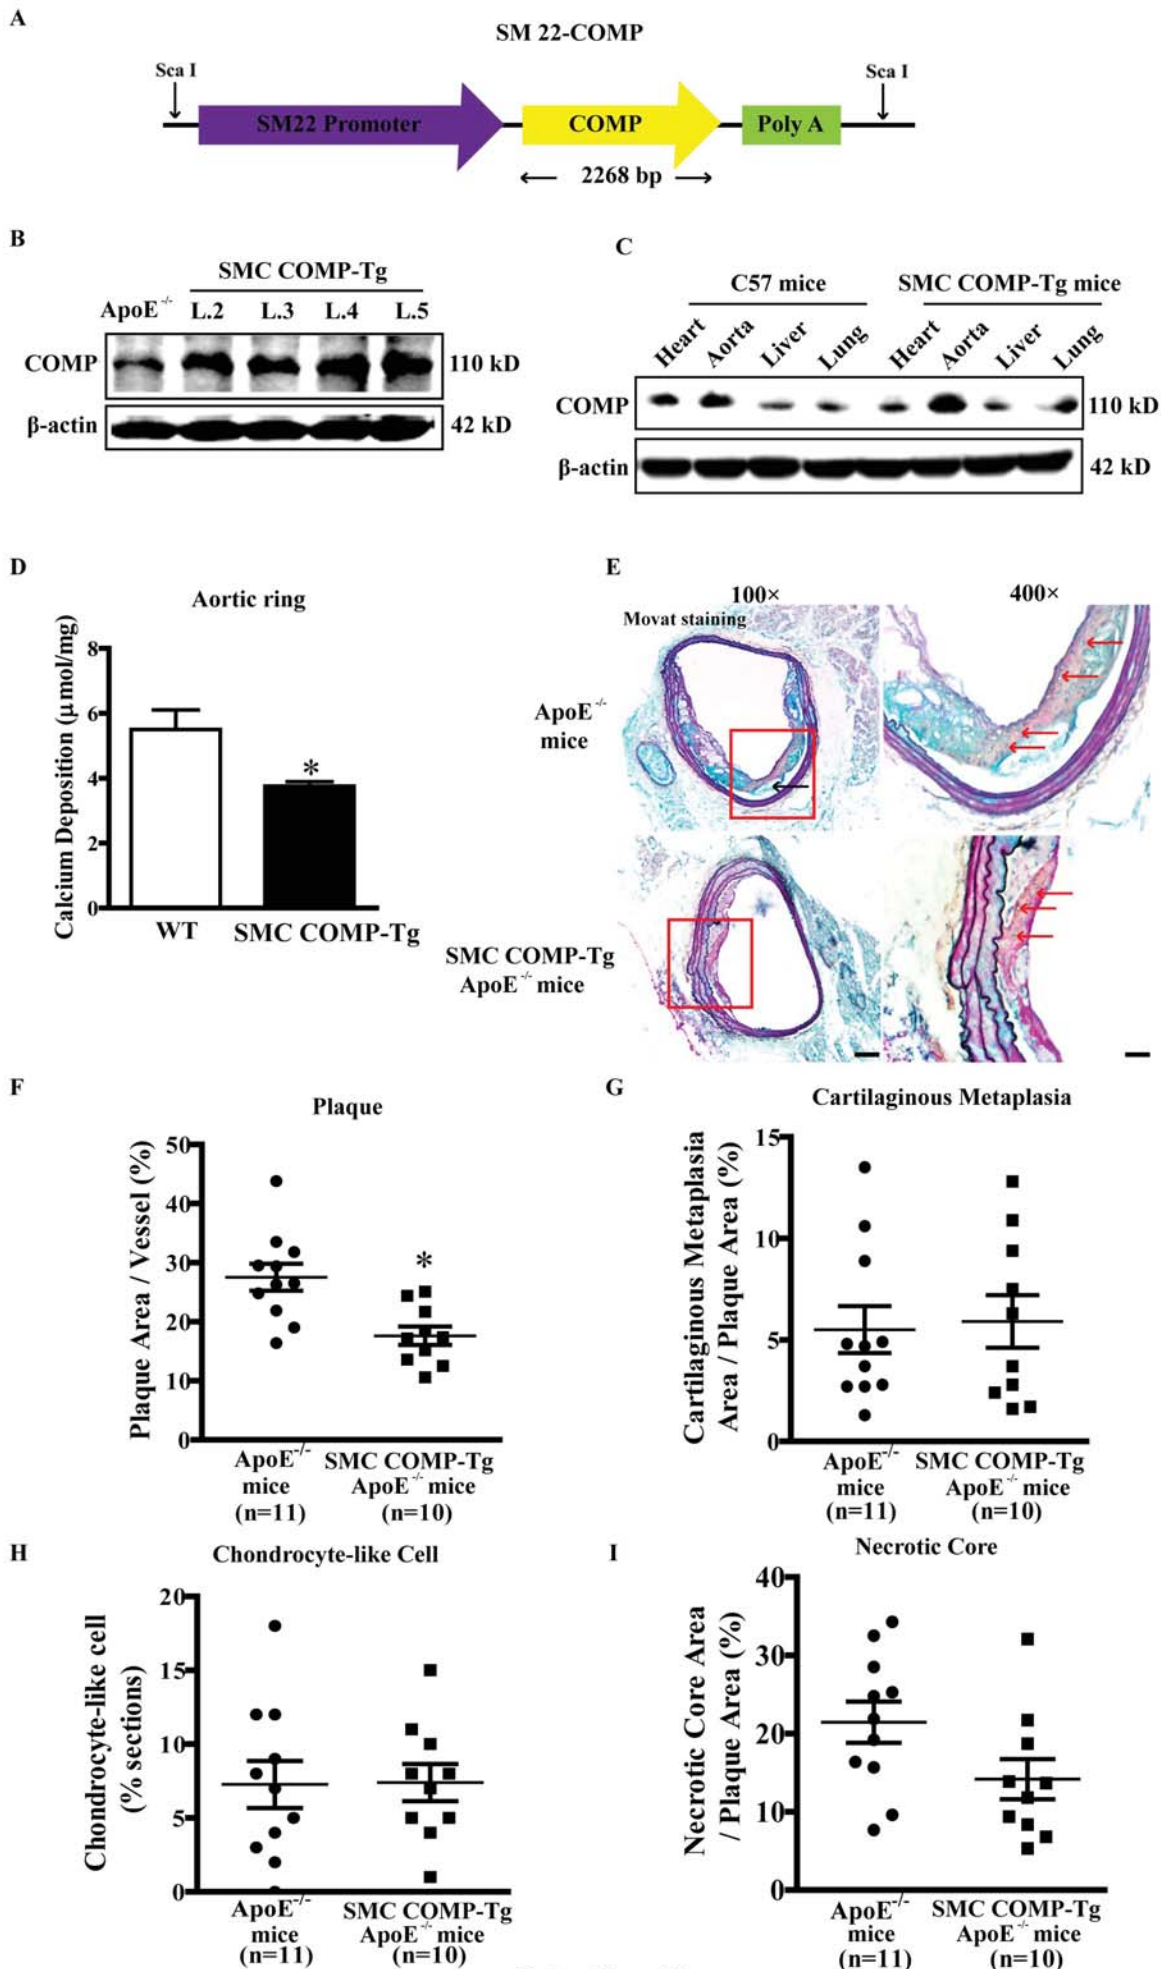 A
SM 22-COMP
Sca I
Sca I
SM22 Promoter
COMP
Poly A
← 2268 bp →
B
SMC COMP-Tg
ApoE-/-
L.2 L.3 L.4 L.5
COMP
110 kD
β-actin
42 kD
C
C57 mice
SMC COMP-Tg mice
Heart Aorta Liver Lung Heart Aorta Liver Lung
COMP
110 kD
β-actin
42 kD
D
Aortic ring
Calcium Deposition (µmol/mg)
8
6
4
2
0
WT
SMC COMP-Tg
*
E
100×
400×
Movat staining
ApoE-/-
mice
SMC COMP-Tg
ApoE-/- mice
F
Plaque
Plaque Area / Vessel (%)
50
40
30
20
10
0
*
ApoE-/-
mice
(n=11)
SMC COMP-Tg
ApoE-/- mice
(n=10)
G
Cartilaginous Metaplasia
Cartilaginous Metaplasia
Area / Plaque Area (%)
15
10
5
0
ApoE-/-
mice
(n=11)
SMC COMP-Tg
ApoE-/- mice
(n=10)
H
Chondrocyte-like Cell
Chondrocyte-like cell
(% sections)
20
15
10
5
0
ApoE-/-
mice
(n=11)
SMC COMP-Tg
ApoE-/- mice
(n=10)
I
Necrotic Core
Necrotic Core Area
/ Plaque Area (%)
40
30
20
10
0
ApoE-/-
mice
(n=11)
SMC COMP-Tg
ApoE-/- mice
(n=10)